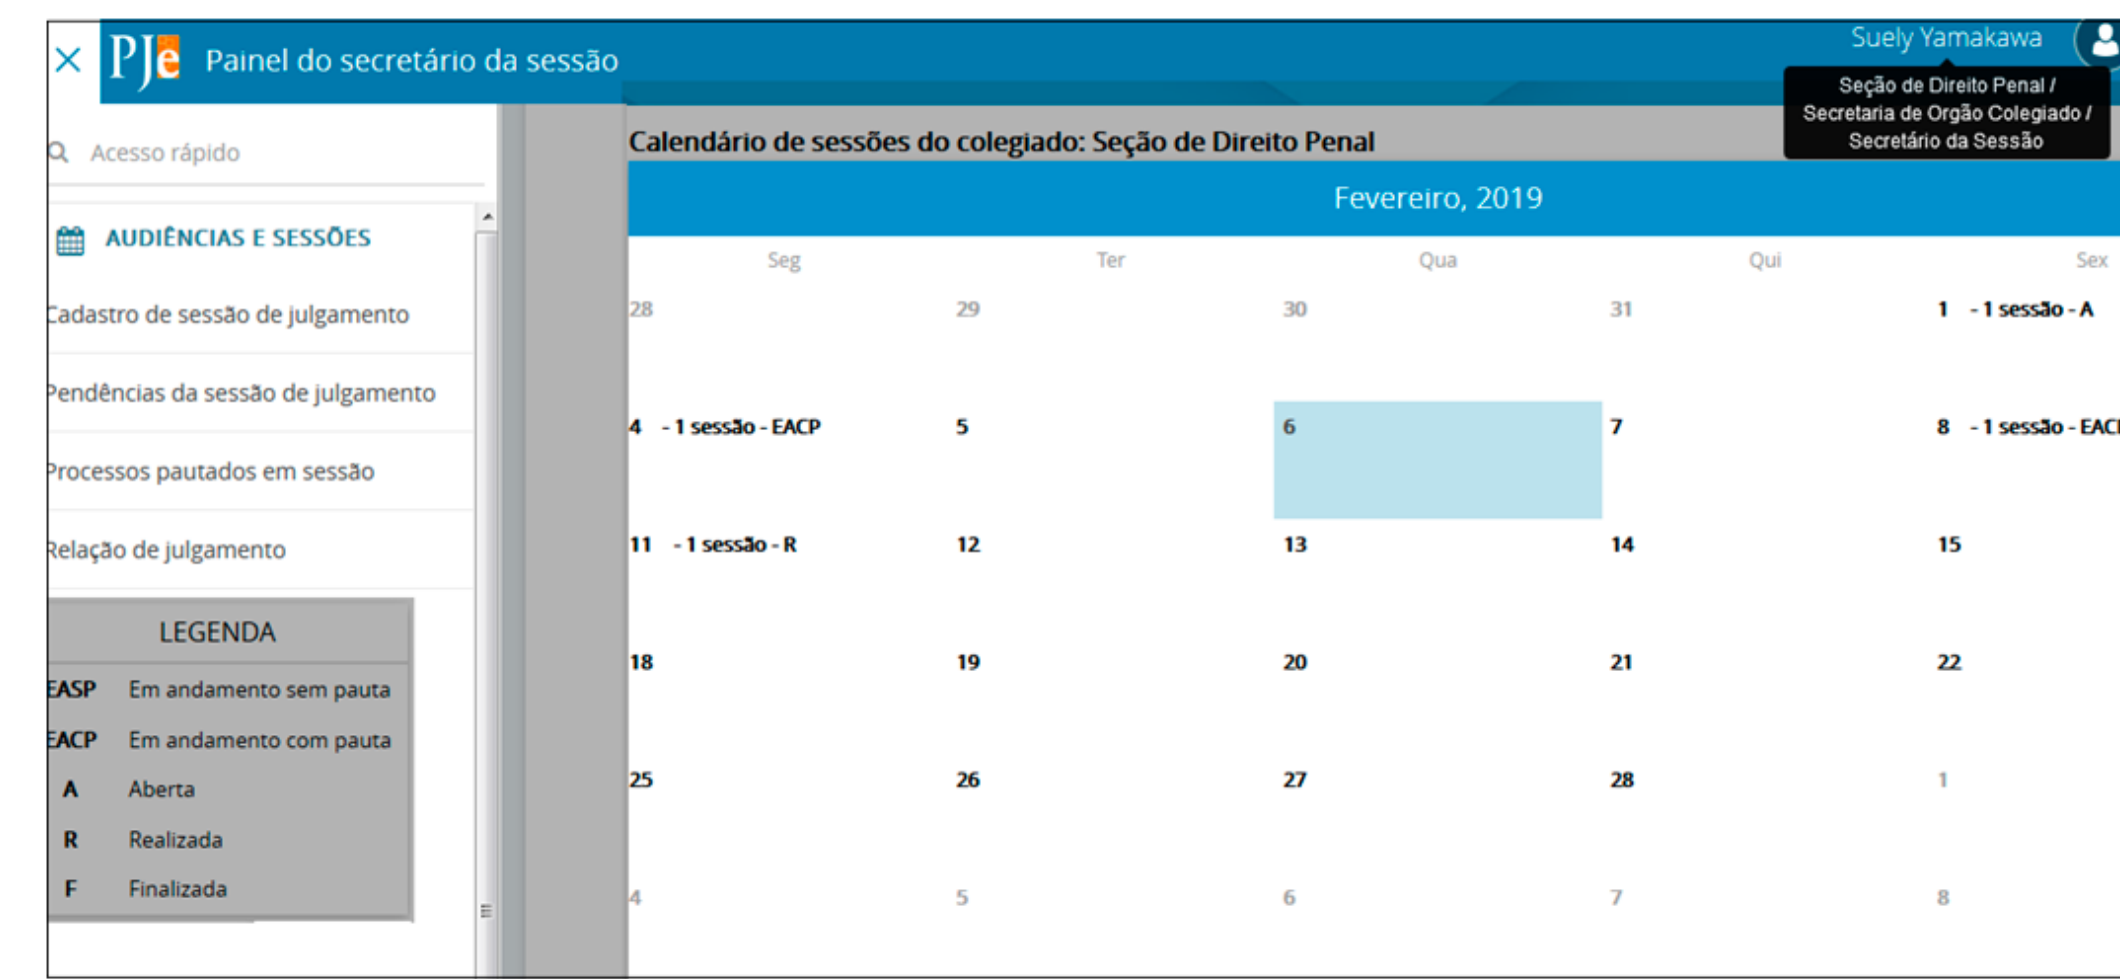 PJe Painel do secretário da sessão
Suely Yamakawa
Seção de Direito Penal /
Secretaria de Orgão Colegiado /
Secretário da Sessão
Acesso rápido
AUDIÊNCIAS E SESSÕES
Cadastro de sessão de julgamento
Pendências da sessão de julgamento
Processos pautados em sessão
Relação de julgamento
LEGENDA
EASP Em andamento sem pauta
EACP Em andamento com pauta
A Aberta
R Realizada
F Finalizada
Calendário de sessões do colegiado: Seção de Direito Penal
Fevereiro, 2019
Seg Ter Qua Qui Sex
28 29 30 31 1 - 1 sessão - A
4 - 1 sessão - EACP 5 6 7 8 - 1 sessão - EACP
11 - 1 sessão - R 12 13 14 15
18 19 20 21 22
25 26 27 28 1
4 5 6 7 8